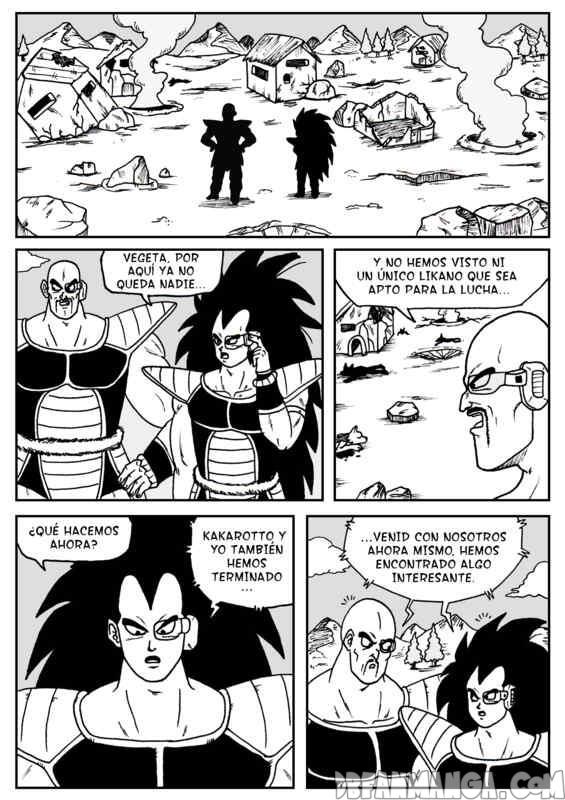 VEGETA, POR
AQUÍ YA NO
QUEDA NADIE...
Y NO HEMOS VISTO NI
UN ÚNICO LIKANO QUE SEA
APTO PARA LA LUCHA...
¿QUÉ HACEMOS
AHORA?
KAKAROTTO Y
YO TAMBIÉN
HEMOS
TERMINADO
...
...VENID CON NOSOTROS
AHORA MISMO, HEMOS
ENCONTRADO ALGO
INTERESANTE.
DBFANMANGA.COM